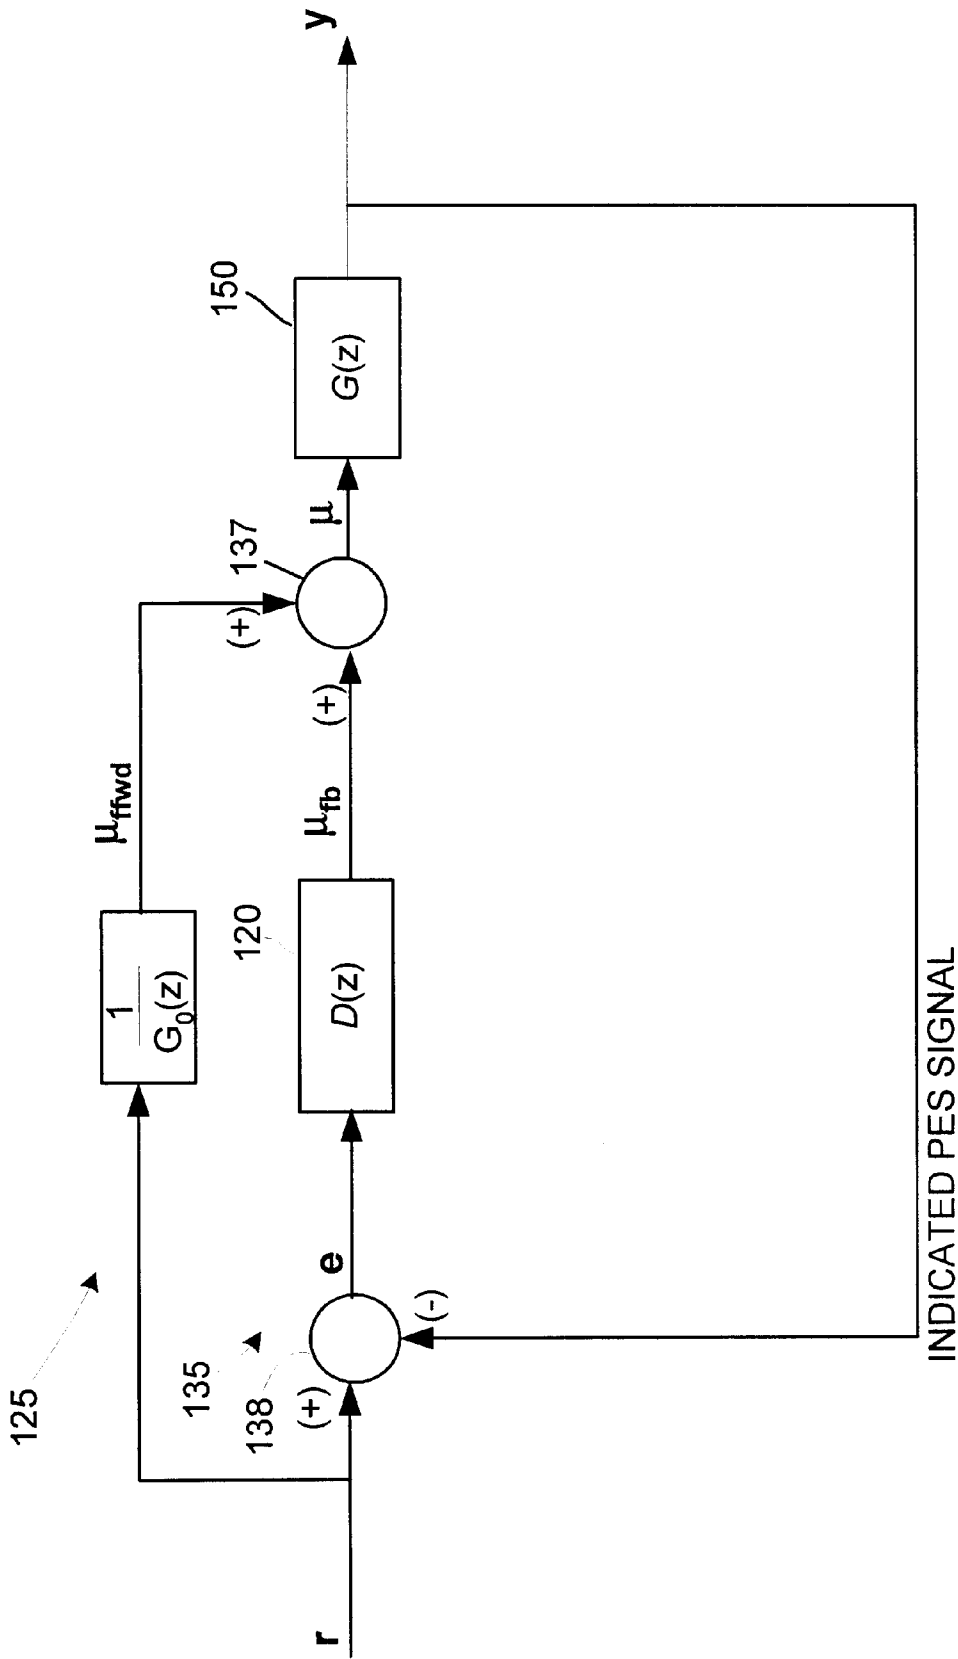 125
1
G₀(z)
μffwd
135
138
r
(+)
(-)
e
120
D(z)
μfb
(+)
(+)
137
μ
150
G(z)
y
INDICATED PES SIGNAL